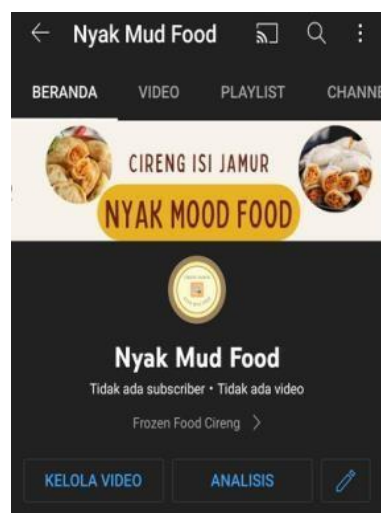 Nyak Mud Food
BERANDA VIDEO PLAYLIST CHANNE
CIRENG ISI JAMUR
NYAK MOOD FOOD
Nyak Mud Food
Tidak ada subscriber • Tidak ada video
Frozen Food Cireng
KELOLA VIDEO ANALISIS